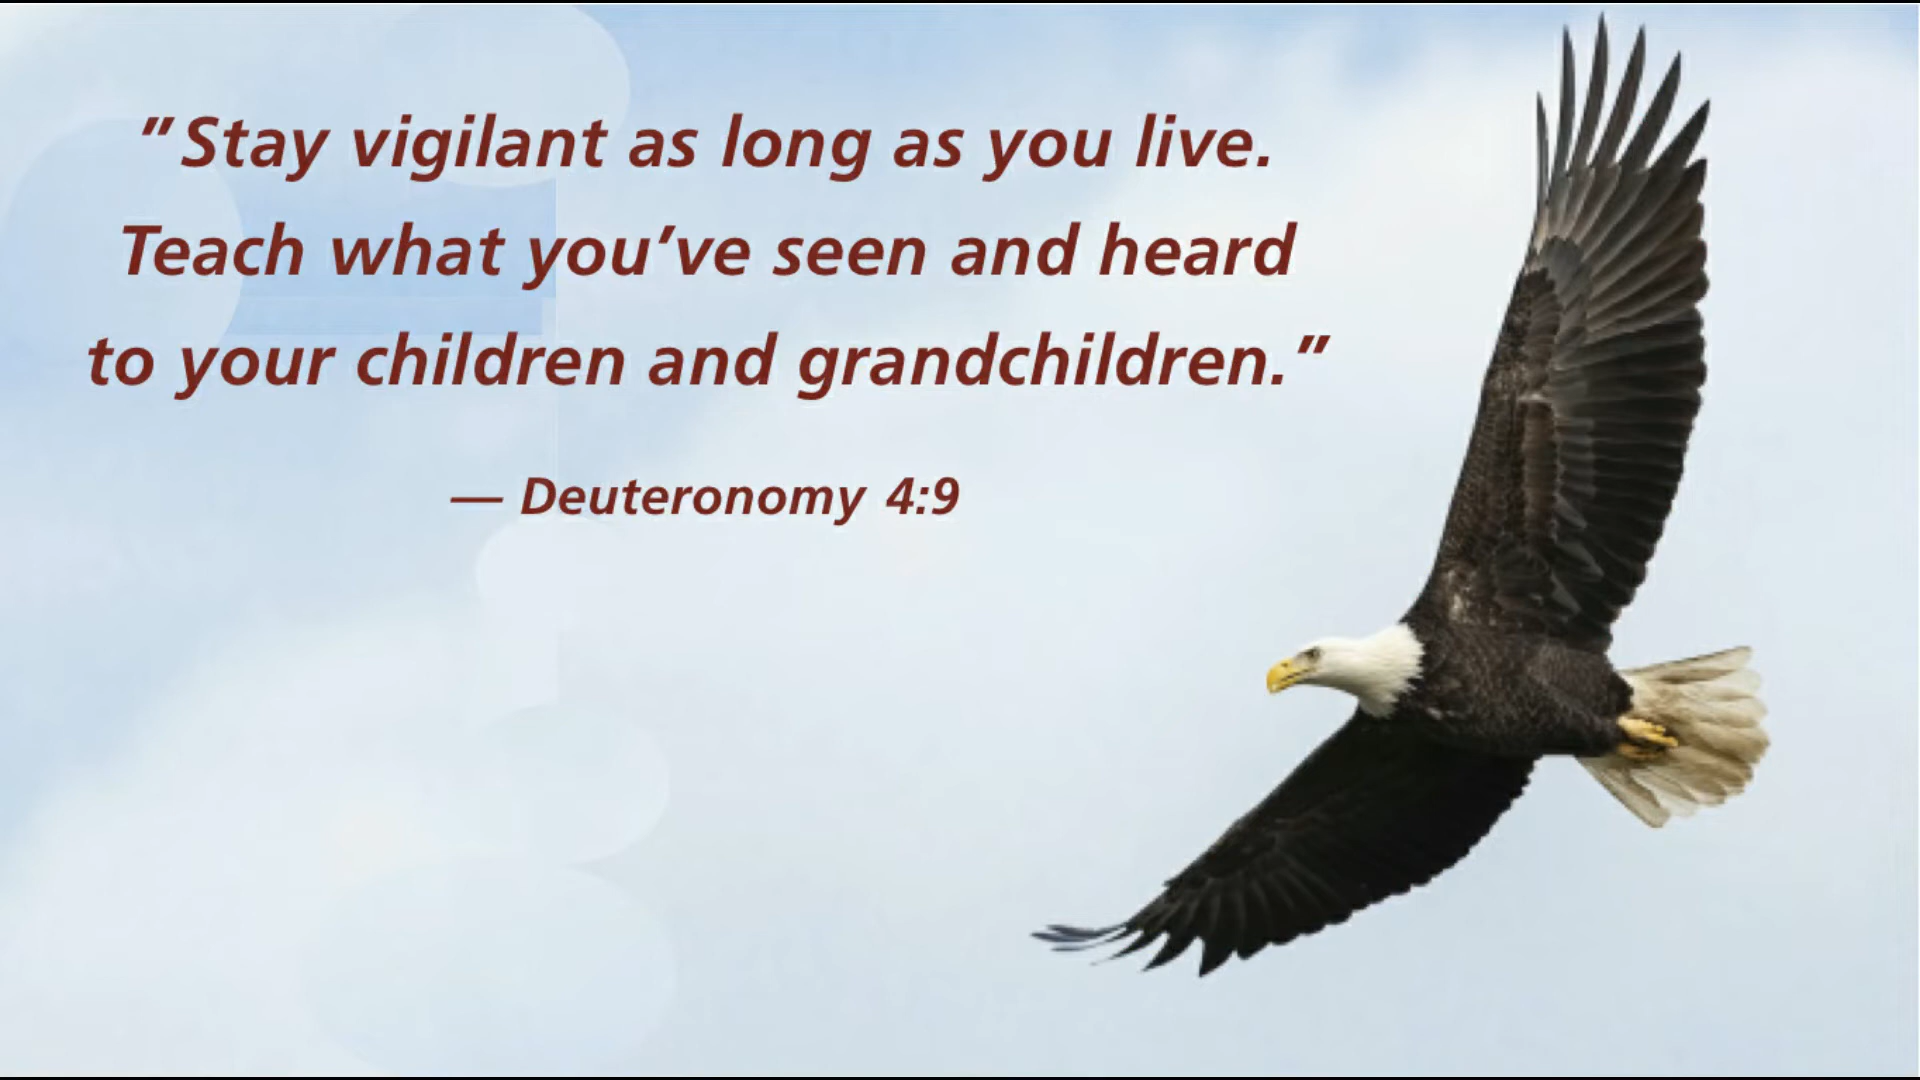 "Stay vigilant as long as you live.
Teach what you’ve seen and heard
to your children and grandchildren.”
— Deuteronomy 4:9